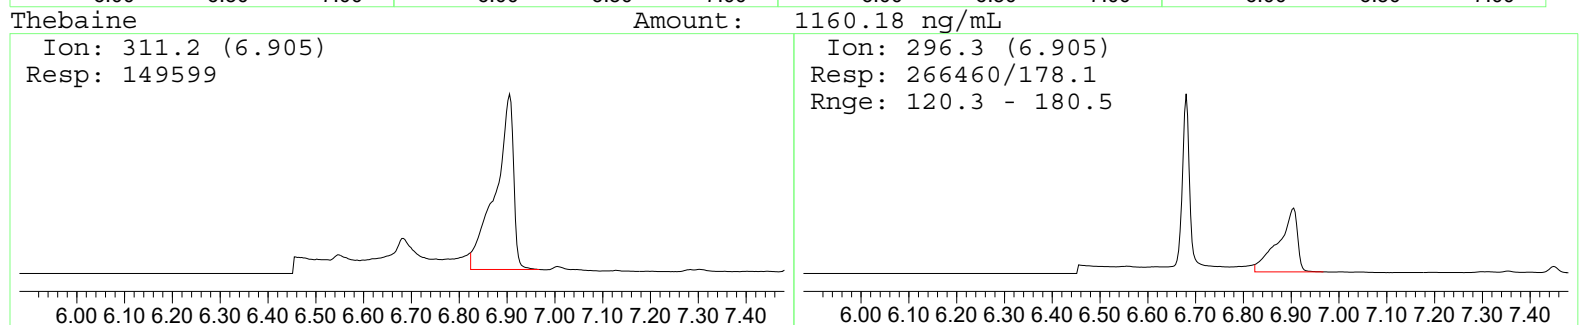 Thebaine Amount: 1160.18 ng/mL
Ion: 311.2 (6.905)
Resp: 149599
6.00 6.10 6.20 6.30 6.40 6.50 6.60 6.70 6.80 6.90 7.00 7.10 7.20 7.30 7.40
Ion: 296.3 (6.905)
Resp: 266460/178.1
Rnge: 120.3 - 180.5
6.00 6.10 6.20 6.30 6.40 6.50 6.60 6.70 6.80 6.90 7.00 7.10 7.20 7.30 7.40